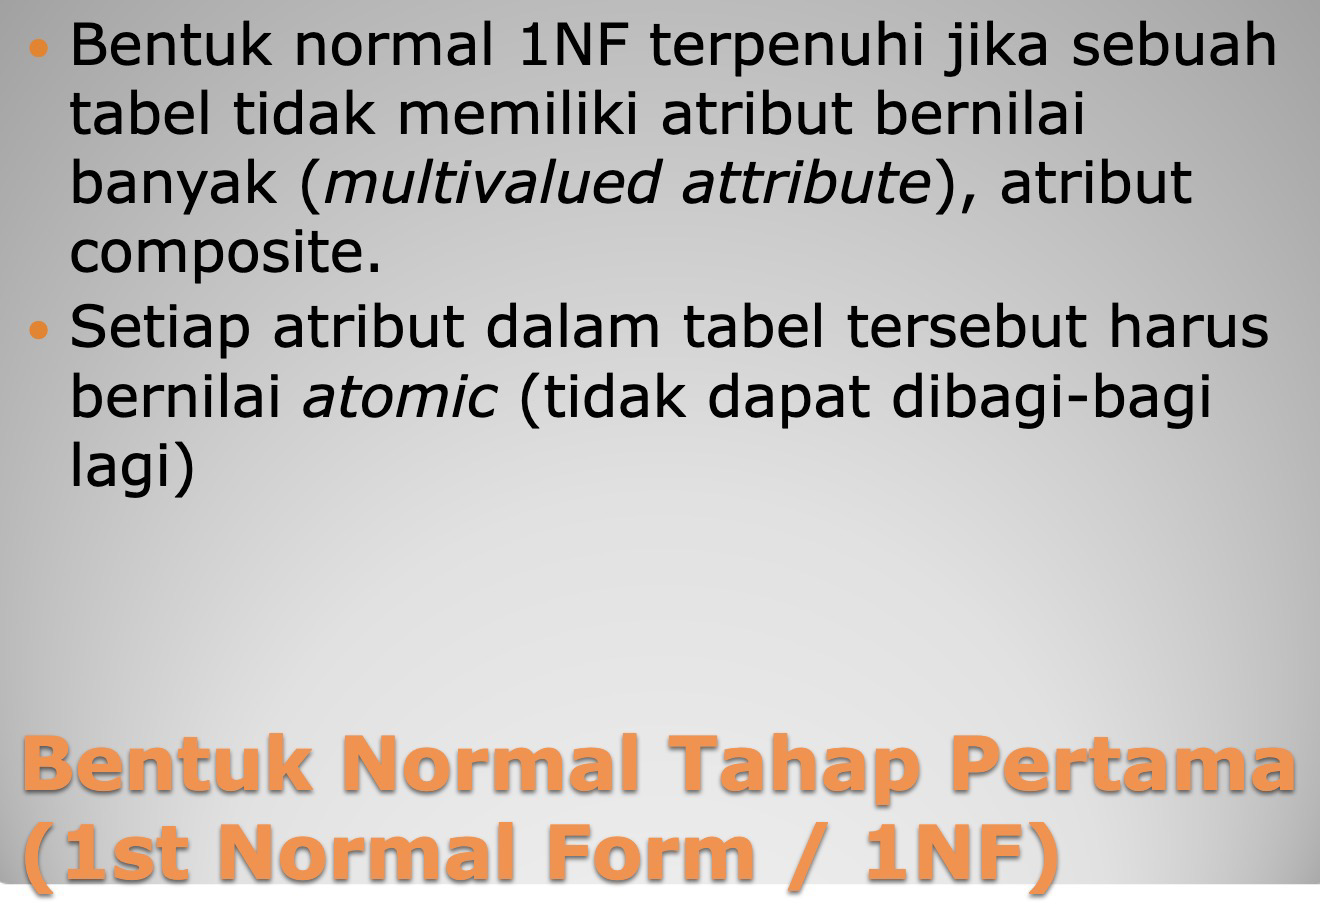 • Bentuk normal 1NF terpenuhi jika sebuah
tabel tidak memiliki atribut bernilai
banyak (multivalued attribute), atribut
composite.
• Setiap atribut dalam tabel tersebut harus
bernilai atomic (tidak dapat dibagi-bagi
lagi)
Bentuk Normal Tahap Pertama
(1st Normal Form / 1NF)